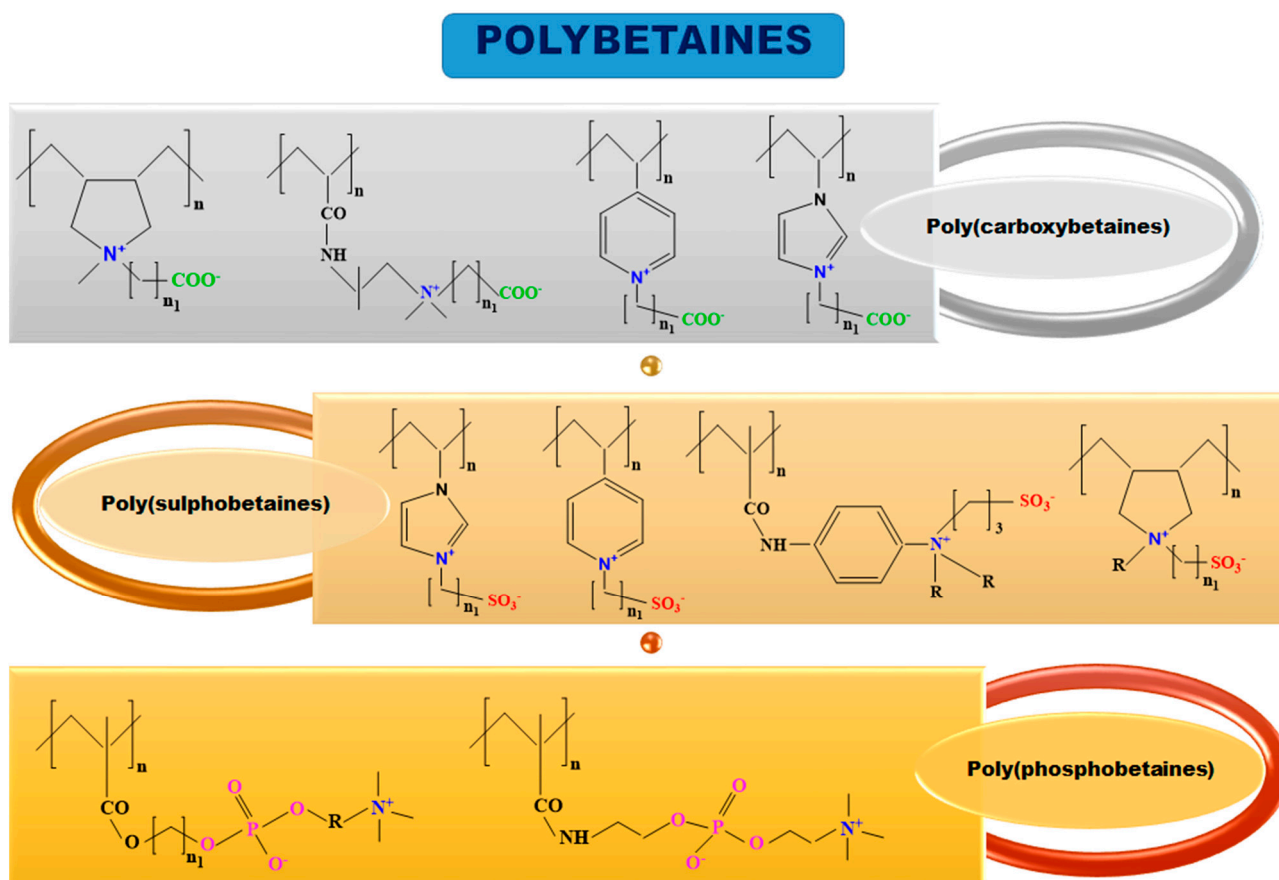 POLYBETAINES
n
N⁺
n₁
COO⁻
n
CO
NH
N⁺
n₁
COO⁻
n
N⁺
n₁
COO⁻
n
N
N⁺
n₁
COO⁻
Poly(carboxybetaines)
Poly(sulphobetaines)
n
N
N⁺
n₁
SO₃⁻
n
N⁺
n₁
SO₃⁻
n
CO
NH
N⁺
3
SO₃⁻
R
R
n
N⁺
R
n₁
SO₃⁻
n
CO
O
n₁
O
P
O
O⁻
O
R
N⁺
n
CO
NH
O
P
O
O⁻
O
N⁺
Poly(phosphobetaines)